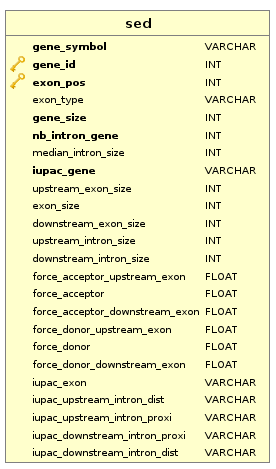 sed
gene_symbol VARCHAR
gene_id INT
exon_pos INT
exon_type VARCHAR
gene_size INT
nb_intron_gene INT
median_intron_size INT
iupac_gene VARCHAR
upstream_exon_size INT
exon_size INT
downstream_exon_size INT
upstream_intron_size INT
downstream_intron_size INT
force_acceptor_upstream_exon FLOAT
force_acceptor FLOAT
force_acceptor_downstream_exon FLOAT
force_donor_upstream_exon FLOAT
force_donor FLOAT
force_donor_downstream_exon FLOAT
iupac_exon VARCHAR
iupac_upstream_intron_dist VARCHAR
iupac_upstream_intron_proxi VARCHAR
iupac_downstream_intron_proxi VARCHAR
iupac_downstream_intron_dist VARCHAR